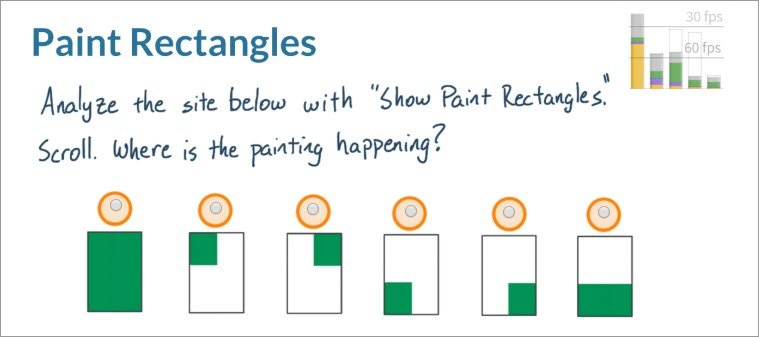 Paint Rectangles
30 fps
60 fps
Analyze the site below with "Show Paint Rectangles."
Scroll. Where is the painting happening?